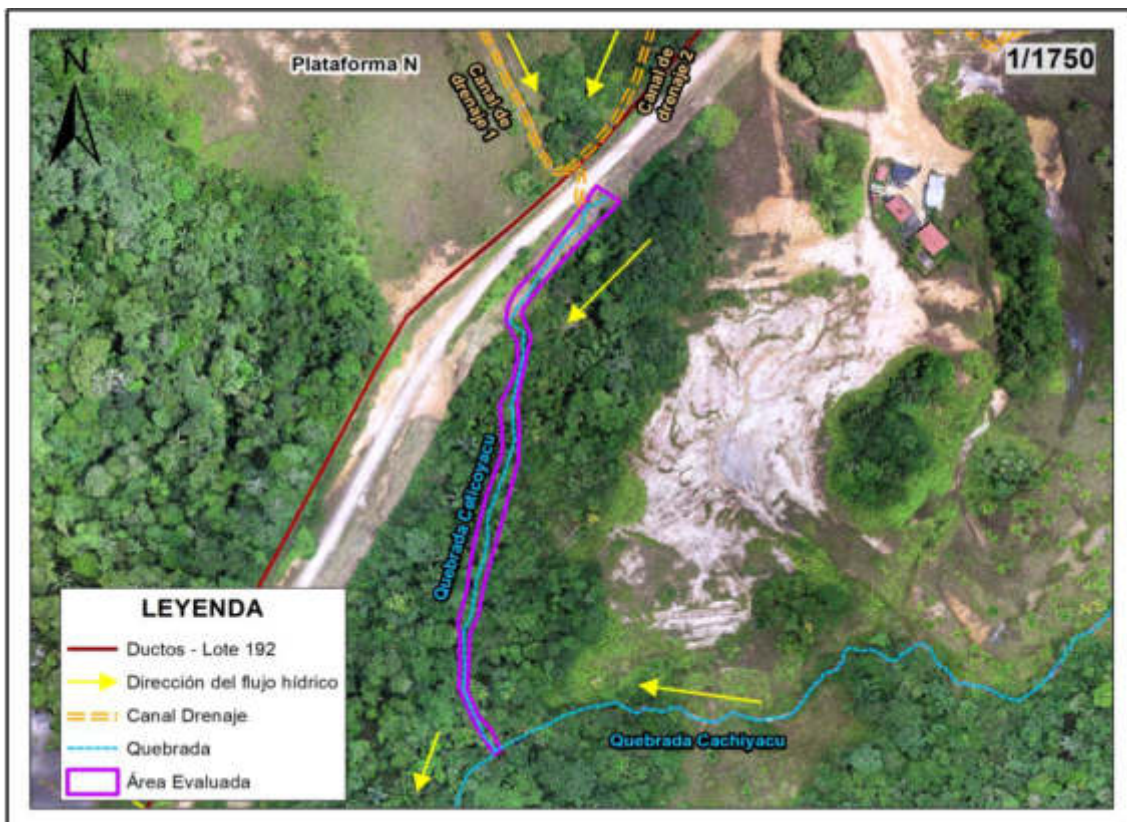 N
Plataforma N
Canal de
drenaje 1
Canal de
drenaje 2
1/1750
Quebrada Ceticoyacu
Quebrada Cachiyacu
LEYENDA
Ductos - Lote 192
Dirección del flujo hídrico
Canal Drenaje
Quebrada
Área Evaluada